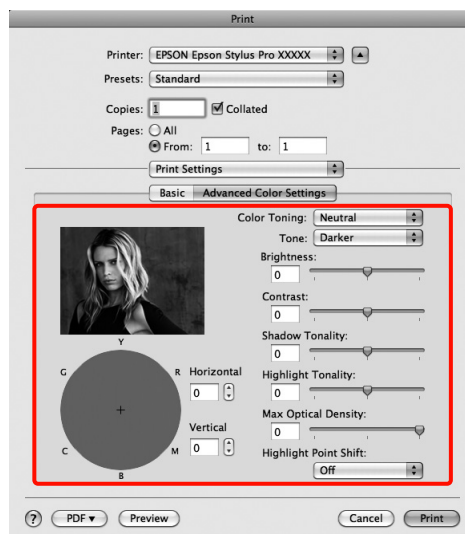 Print
Printer: EPSON Epson Stylus Pro XXXXX
Presets: Standard
Copies: 1 Collated
Pages: All
From: 1 to: 1
Print Settings
Basic Advanced Color Settings
Color Toning: Neutral
Tone: Darker
Brightness:
0
Contrast:
0
Shadow Tonality:
0
Highlight Tonality:
0
Max Optical Density:
0
Highlight Point Shift:
Off
Y
G R
C M
B
Horizontal
0
Vertical
0
? PDF Preview Cancel Print